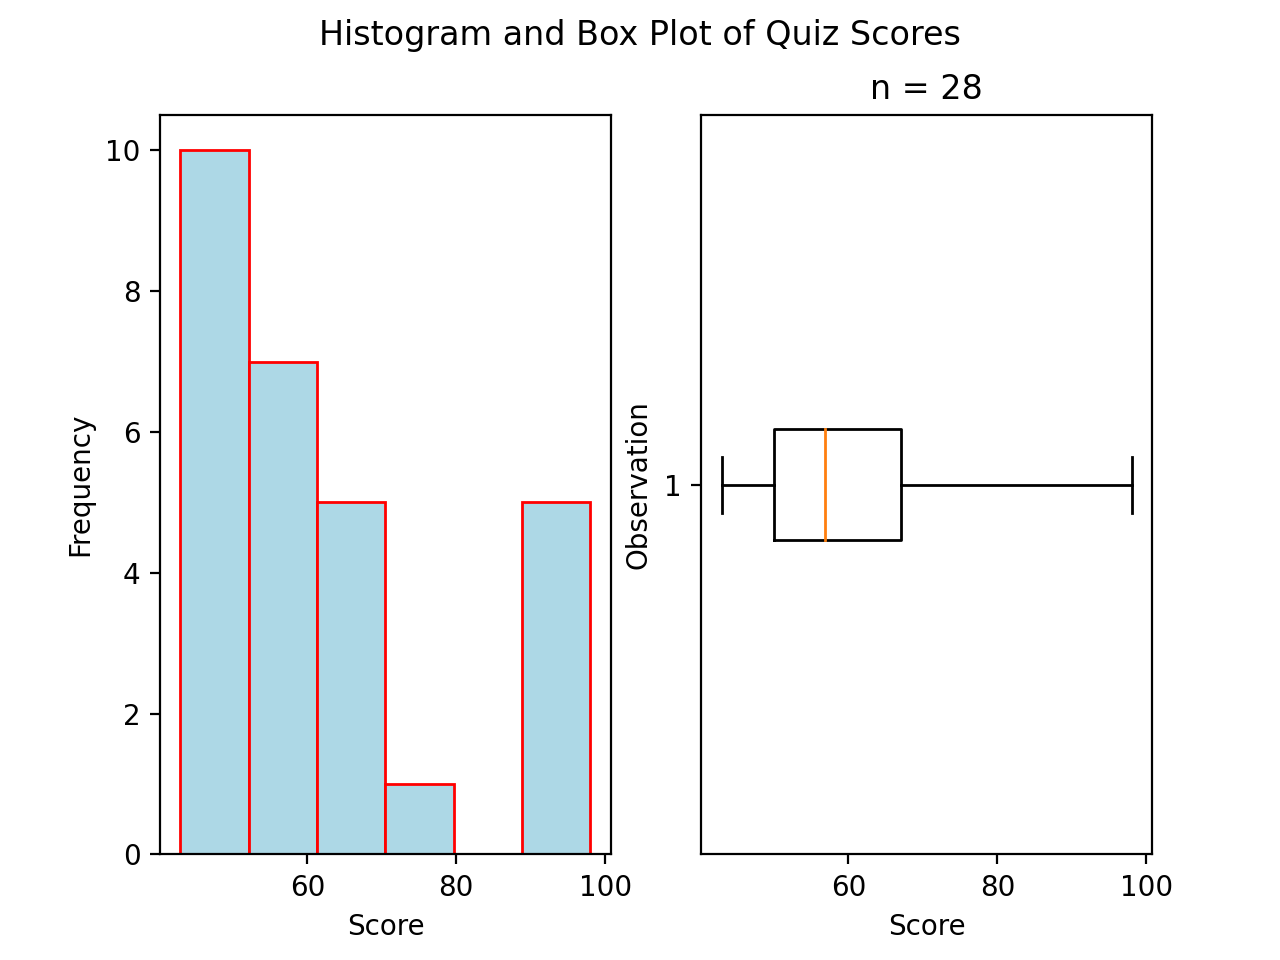 Histogram and Box Plot of Quiz Scores
10
8
6
4
2
0
Frequency
60 80 100
Score
n = 28
Observation
1
60 80 100
Score